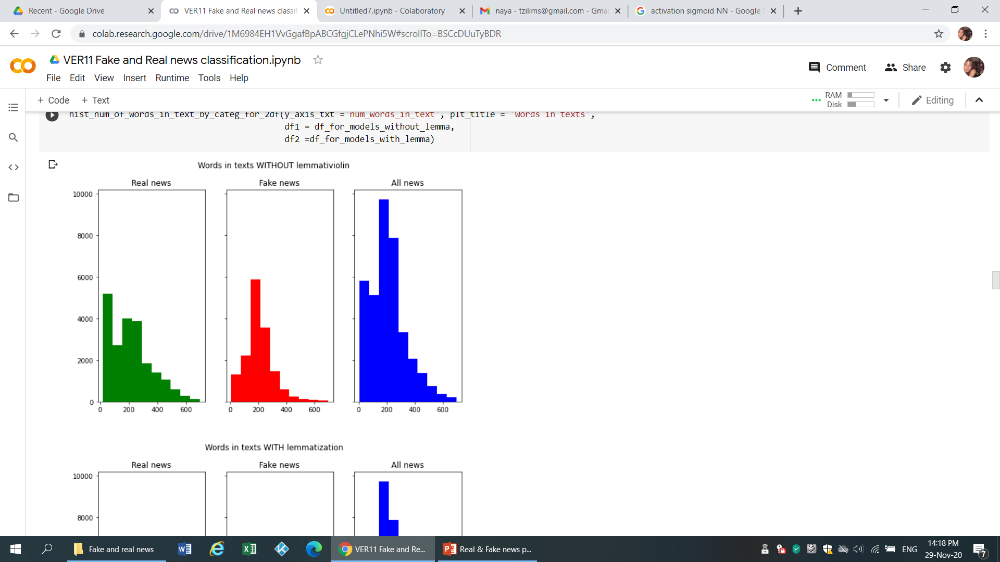 Recent - Google Drive
VER11 Fake and Real news classif
Untitled7.ipynb - Colaboratory
naya - tzilims@gmail.com - Gmai
activation sigmoid NN - Google S
colab.research.google.com/drive/1M6984EH1VvGgafBpABCGfgjCLePNhi5W#scrollTo=BSCcDUuTyBDR
VER11 Fake and Real news classification.ipynb
Comment
Share
File Edit View Insert Runtime Tools Help
+ Code + Text
RAM
Disk
Editing
hist_num_of_words_in_text_by_categ_for_2df(y_axis_txt ='num_words_in_text', plt_title = 'Words in texts',
df1 = df_for_models_without_lemma,
df2 =df_for_models_with_lemma)
Words in texts WITHOUT lemmativiolin
Real news Fake news All news
10000
8000
6000
4000
2000
0
0 200 400 600 0 200 400 600 0 200 400 600
Words in texts WITH lemmatization
Real news Fake news All news
10000
8000
Fake and real news
VER11 Fake and Re...
Real & Fake news p...
ENG
14:18 PM
29-Nov-20
7